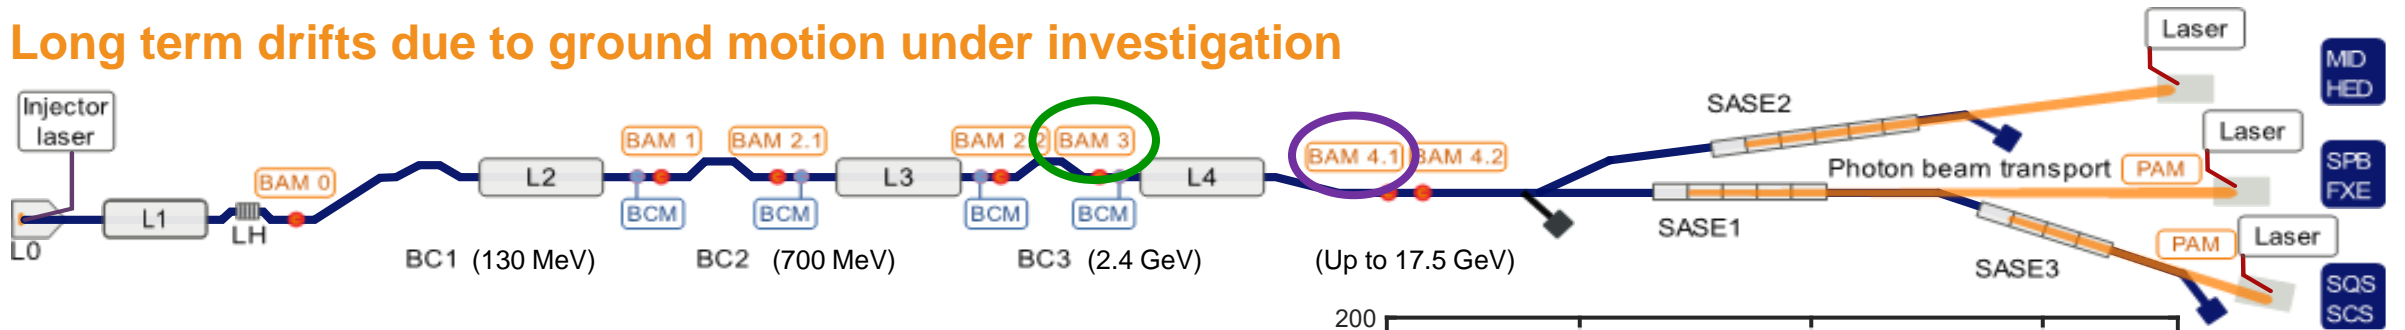 Long term drifts due to ground motion under investigation
Injector
laser
L0
L1
LH
BAM 0
BC1 (130 MeV)
L2
BAM 1
BCM
BC2 (700 MeV)
BAM 2.1
BCM
L3
BAM 2.2
BCM
BC3 (2.4 GeV)
BAM 3
BCM
L4
BAM 4.1
BAM 4.2
(Up to 17.5 GeV)
SASE2
Laser
MID
HED
SASE1
Photon beam transport
PAM
Laser
SPB
FXE
SASE3
PAM
Laser
SQS
SCS
200